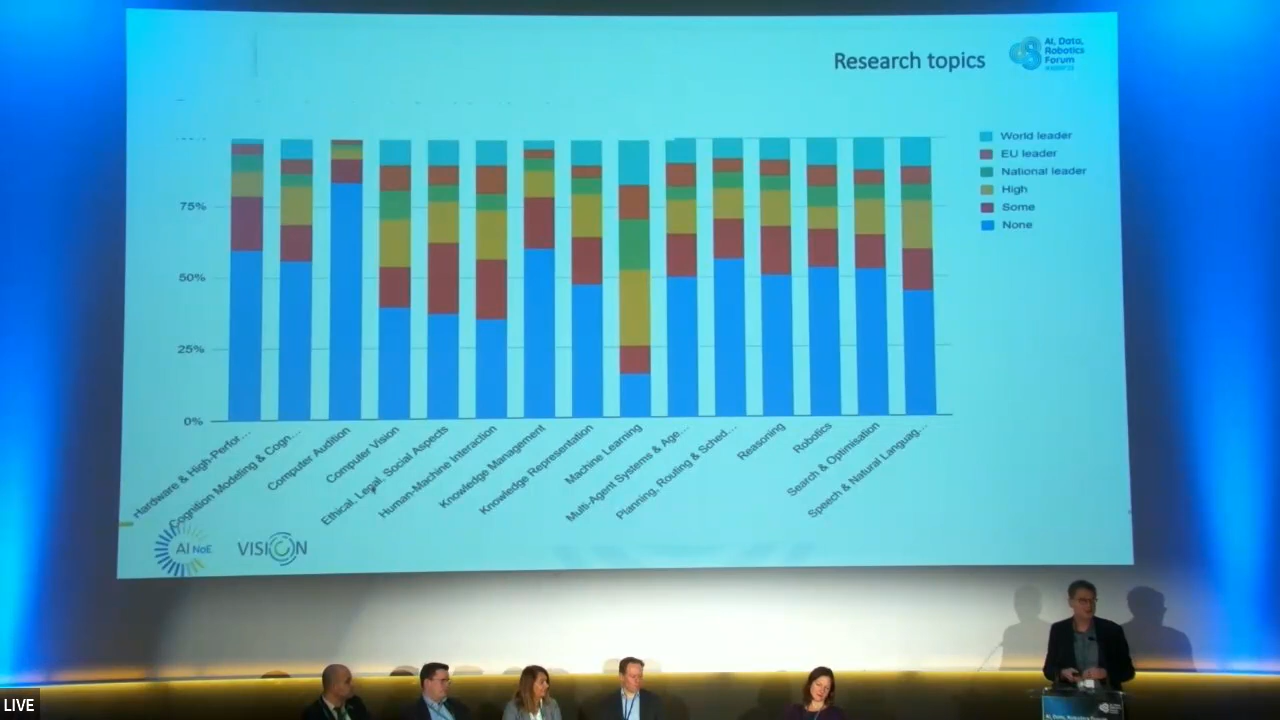 Research topics
AI, Data,
Robotics
Forum
World leader
EU leader
National leader
High
Some
None
75%
50%
25%
0%
Hardware & High-Perfor...
Cognition Modeling & Cogn...
Computer Audition
Computer Vision
Ethical, Legal, Social Aspects
Human-Machine Interaction
Knowledge Management
Knowledge Representation
Machine Learning
Multi-Agent Systems & Age...
Planning, Routing & Sched...
Reasoning
Robotics
Search & Optimisation
Speech & Natural Languag...
AI NoE
VISION
LIVE